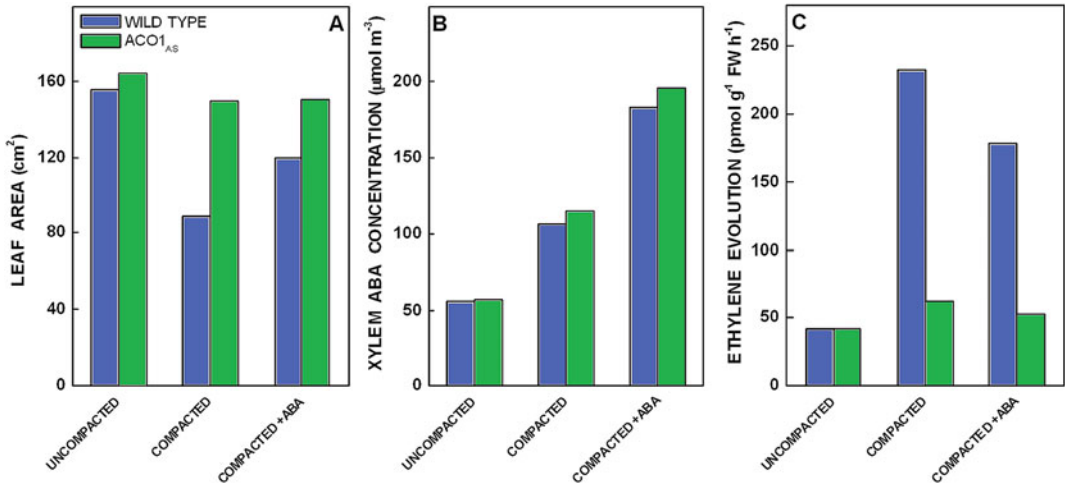 A
WILD TYPE
ACO1AS
LEAF AREA (cm2)
160
120
80
40
0
UNCOMPACTED
COMPACTED
COMPACTED +ABA
B
XYLEM ABA CONCENTRATION (µmol m-3)
200
150
100
50
0
UNCOMPACTED
COMPACTED
COMPACTED +ABA
C
ETHYLENE EVOLUTION (pmol g-1 FW h-1)
250
200
150
100
50
0
UNCOMPACTED
COMPACTED
COMPACTED +ABA